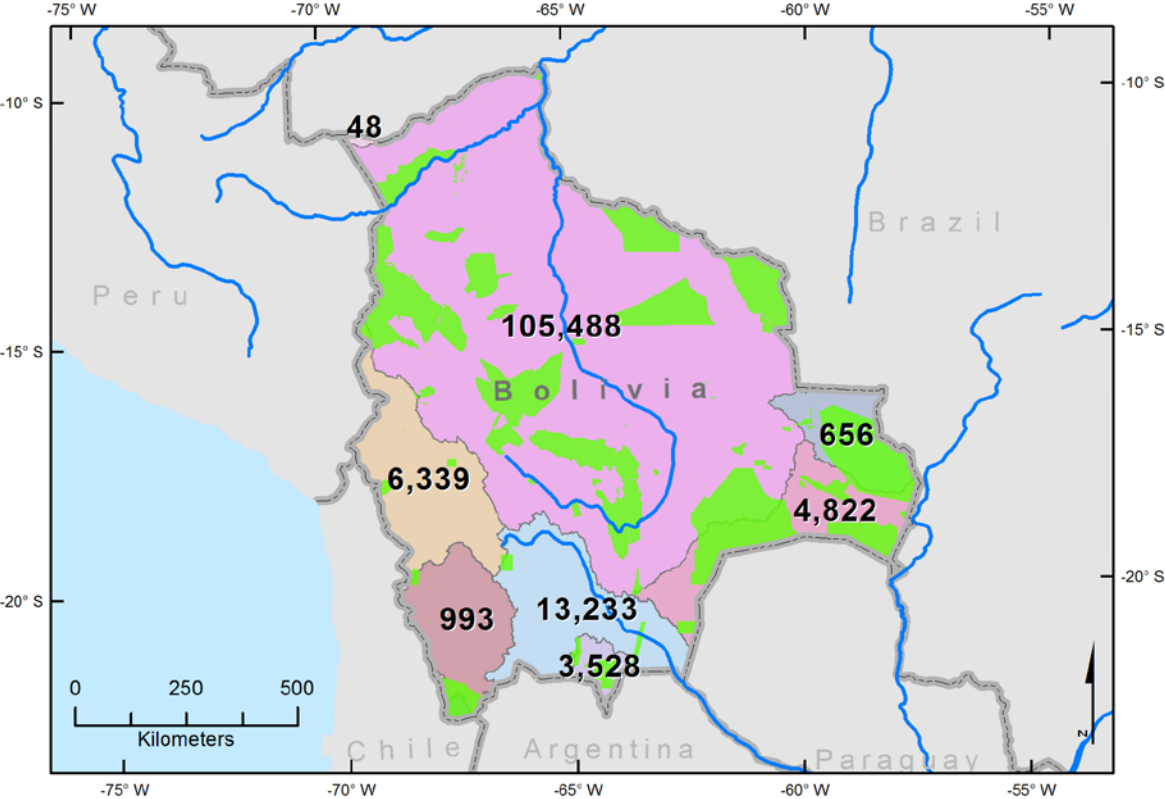 -75° W -70° W -65° W -60° W -55° W
-10° S -10° S
48
Brazil
Peru
105,488
-15° S -15° S
Bolivia
656
6,339
4,822
-20° S -20° S
993 13,233
3,528
0 250 500
Kilometers
N
Chile Argentina Paraguay
-75° W -70° W -65° W -60° W -55° W